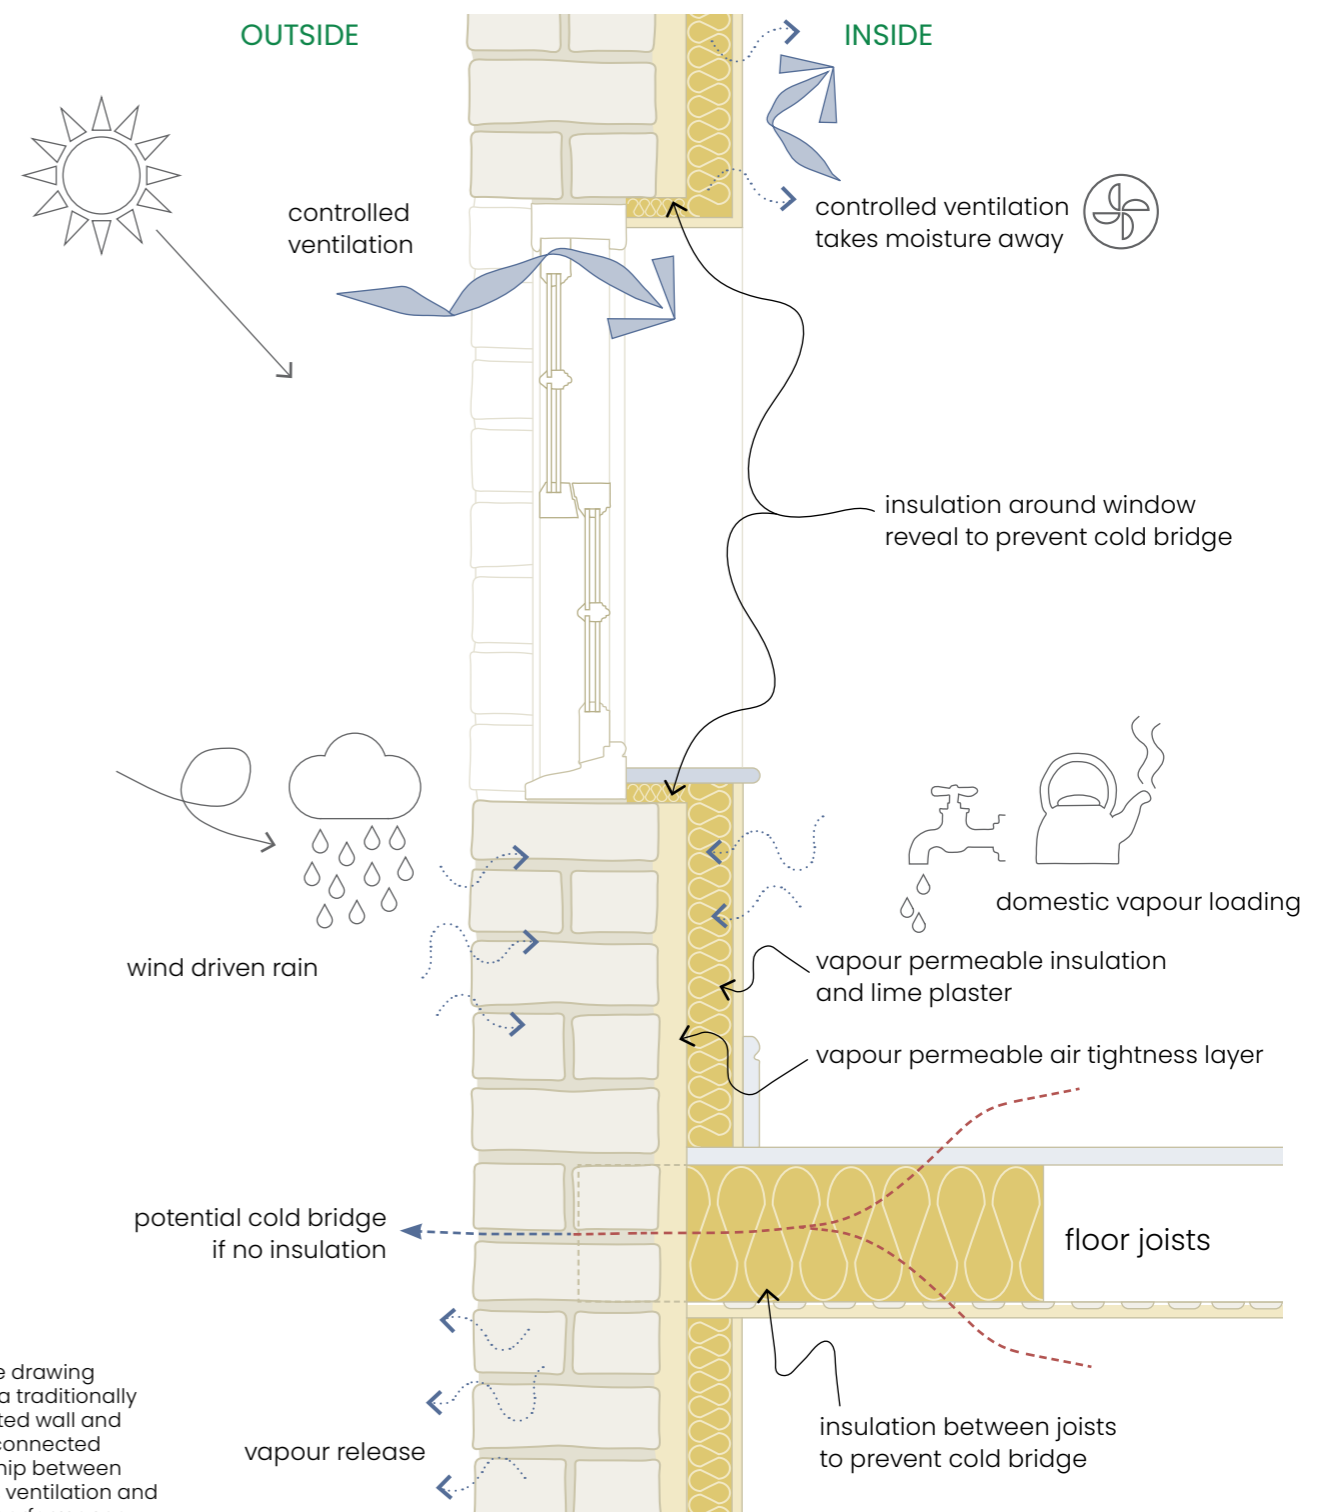 OUTSIDE
INSIDE
controlled
ventilation
controlled ventilation
takes moisture away
insulation around window
reveal to prevent cold bridge
domestic vapour loading
wind driven rain
vapour permeable insulation
and lime plaster
vapour permeable air tightness layer
potential cold bridge
if no insulation
floor joists
insulation between joists
to prevent cold bridge
vapour release
drawing
a traditionally
wall and
between
ventilation and